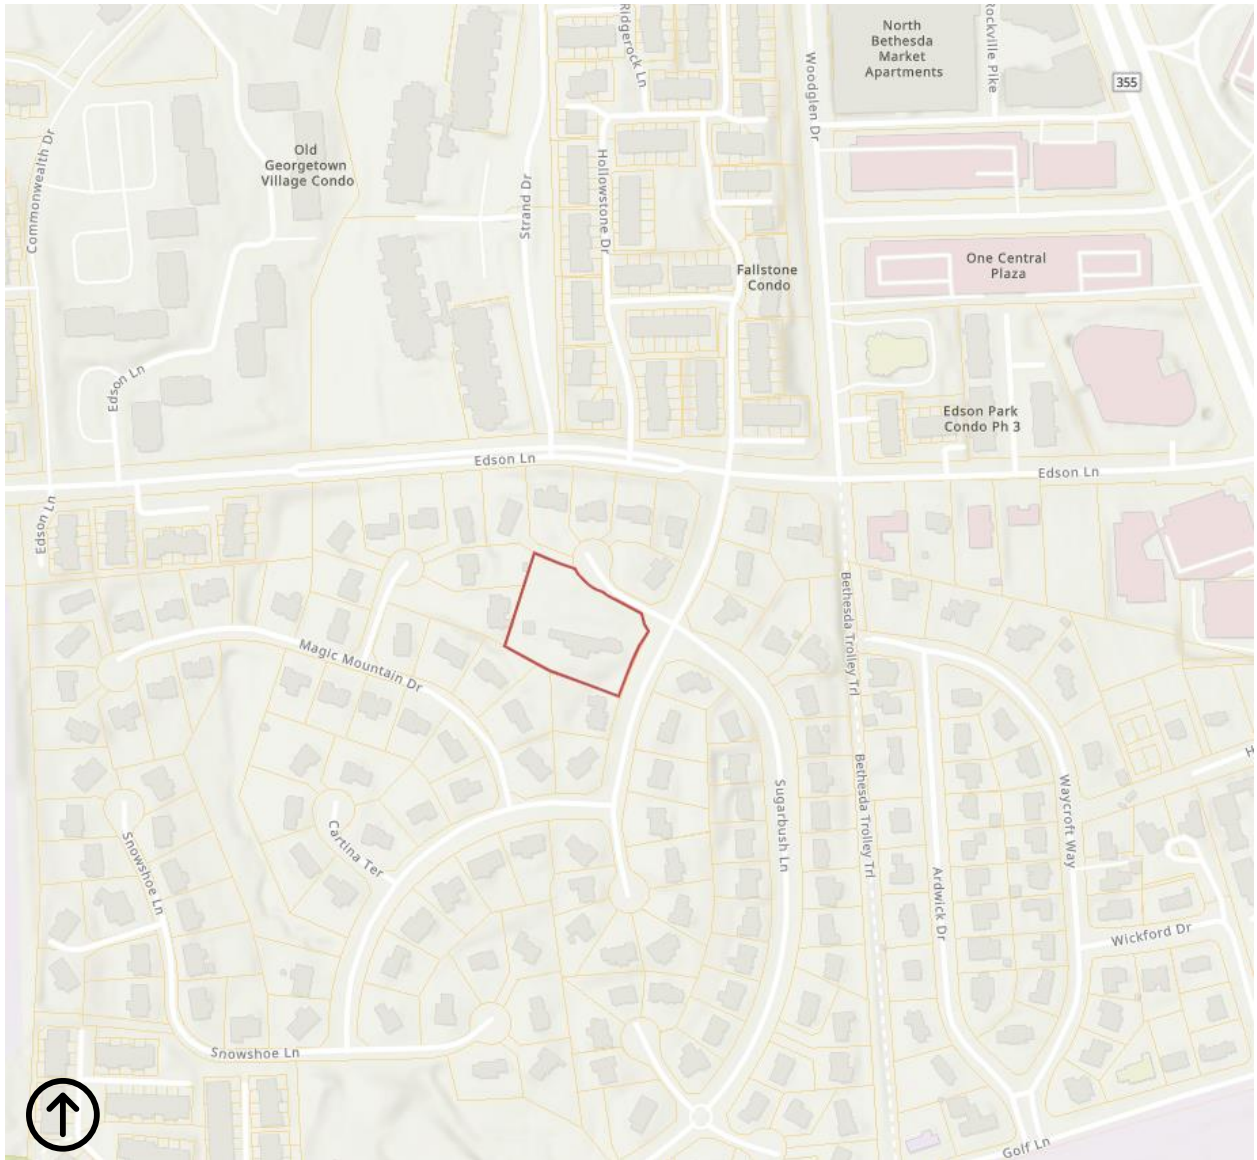 Ridgerock Ln
North
Bethesda
Market
Apartments
Rockville Pike
355
Woodglen Dr
Commonwealth Dr
Old
Georgetown
Village Condo
Strand Dr
Hollowstone Dr
Fallstone
Condo
One Central
Plaza
Edson Ln
Edson Park
Condo Ph 3
Edson Ln
Edson Ln
Edson Ln
Bethesda Trolley Trl
Magic Mountain Dr
Bethesda Trolley Trl
Sugarbush Ln
Waycroft Way
Snowshoe Ln
Cartina Ter
Ardwick Dr
Wickford Dr
Snowshoe Ln
Golf Ln
H